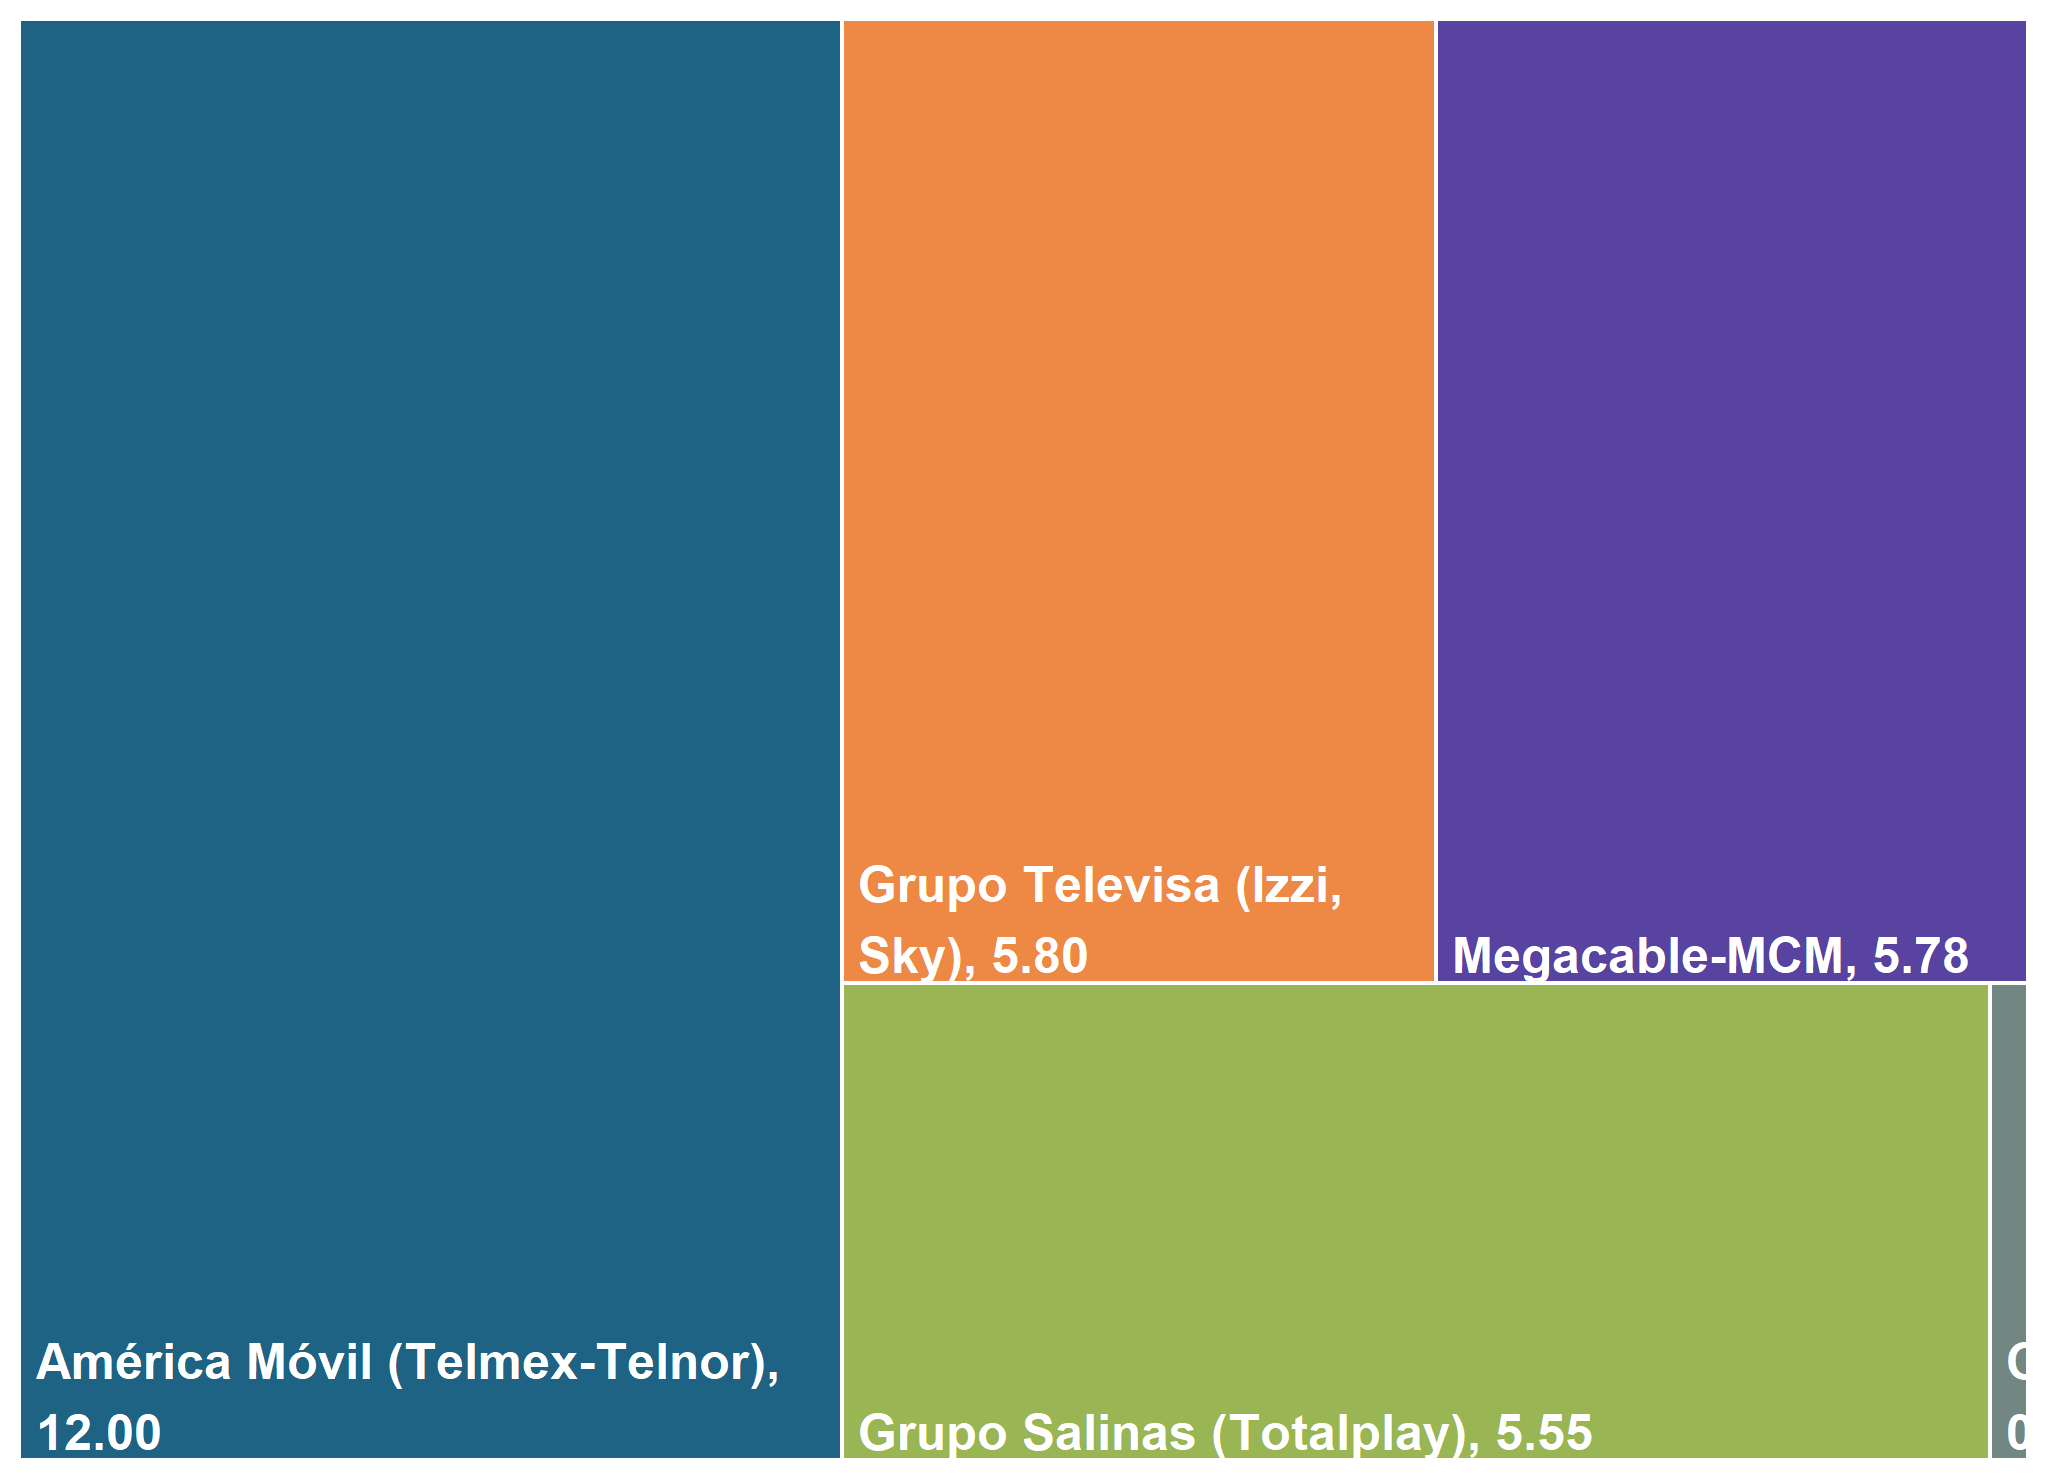 Grupo Televisa (Izzi,
Sky), 5.80
Megacable-MCM, 5.78
América Móvil (Telmex-Telnor),
12.00
Grupo Salinas (Totalplay), 5.55